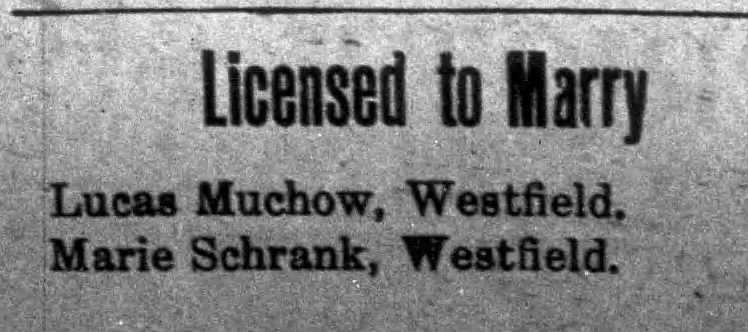 Licensed to Marry
Lucas Muchow, Westfield.
Marie Schrank, Westfield.